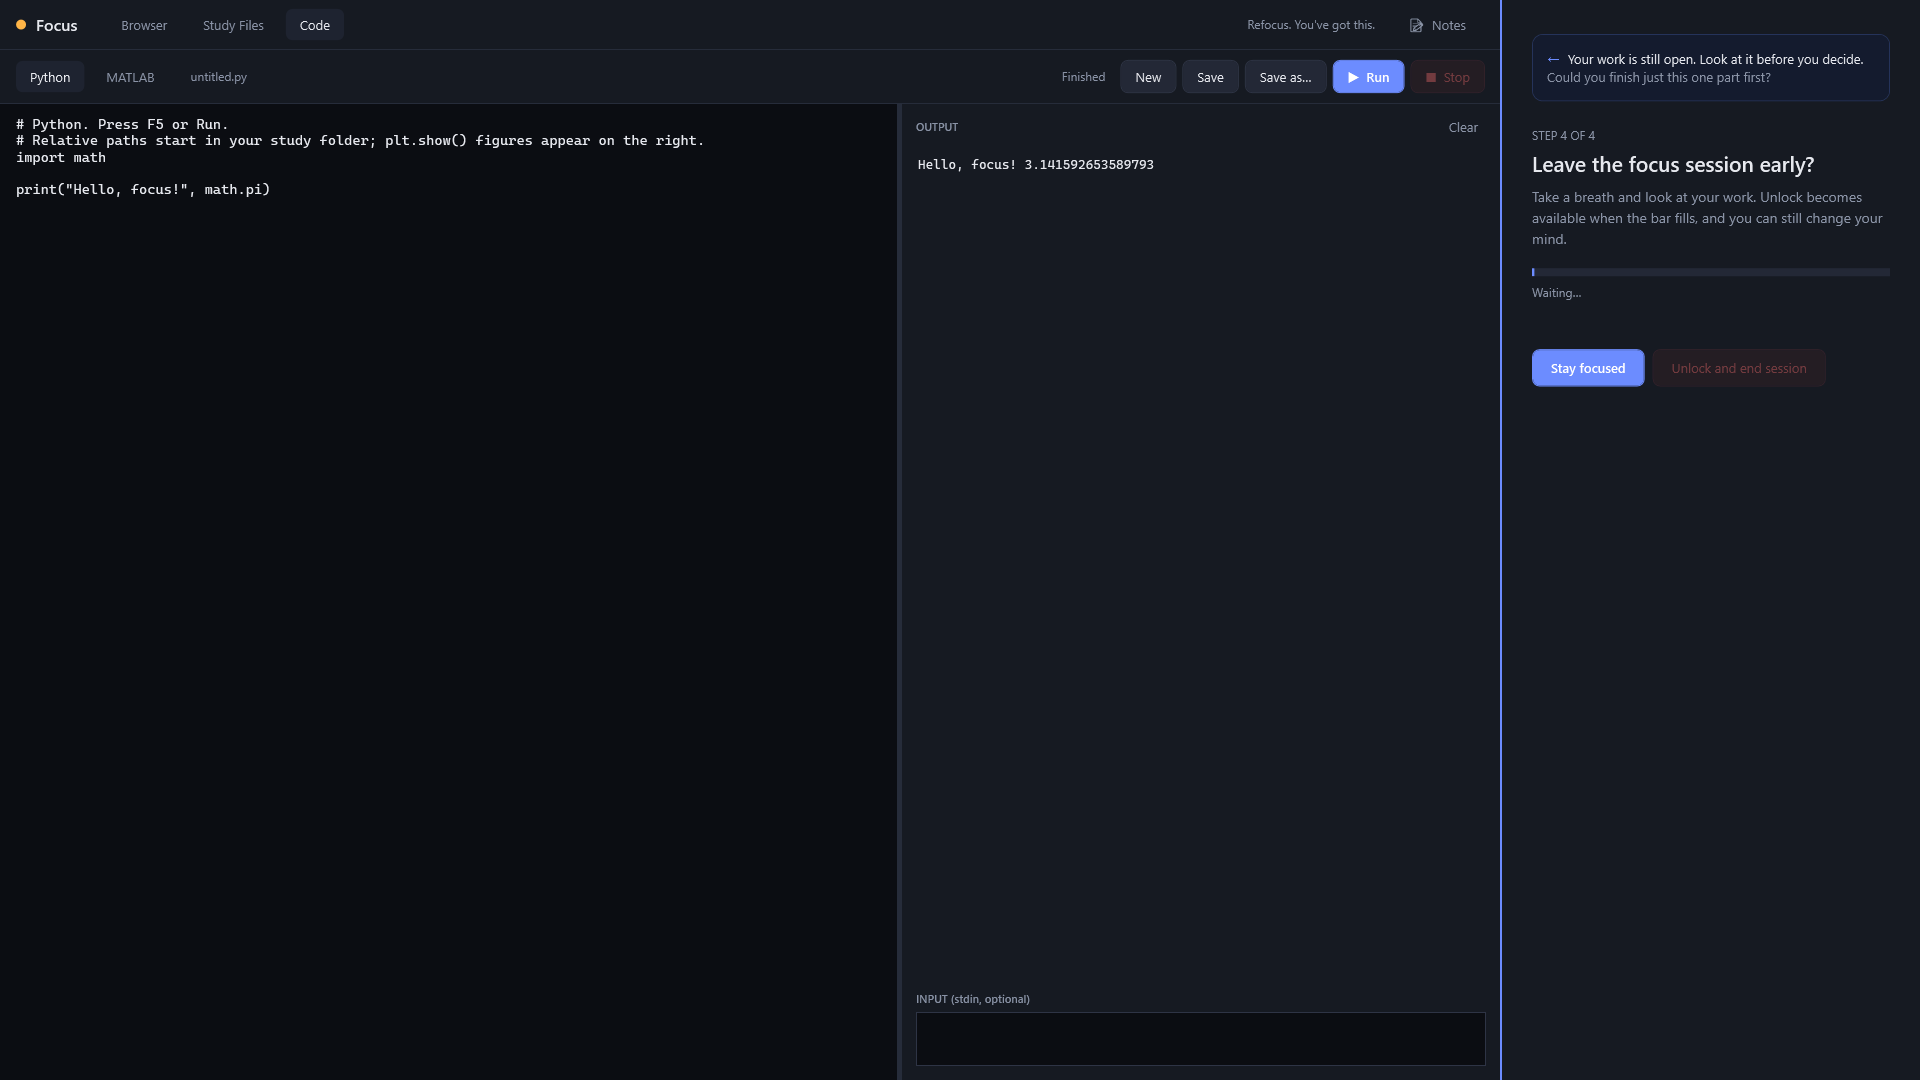 Focus
Browser
Study Files
Code
Refocus. You've got this.
Notes
Python
MATLAB
untitled.py
Finished
New
Save
Save as...
Run
Stop
# Python. Press F5 or Run.
# Relative paths start in your study folder; plt.show() figures appear on the right.
import math
print("Hello, focus!", math.pi)
OUTPUT
Clear
Hello, focus! 3.141592653589793
INPUT (stdin, optional)
← Your work is still open. Look at it before you decide.
Could you finish just this one part first?
STEP 4 OF 4
Leave the focus session early?
Take a breath and look at your work. Unlock becomes
available when the bar fills, and you can still change your
mind.
Waiting...
Stay focused
Unlock and end session